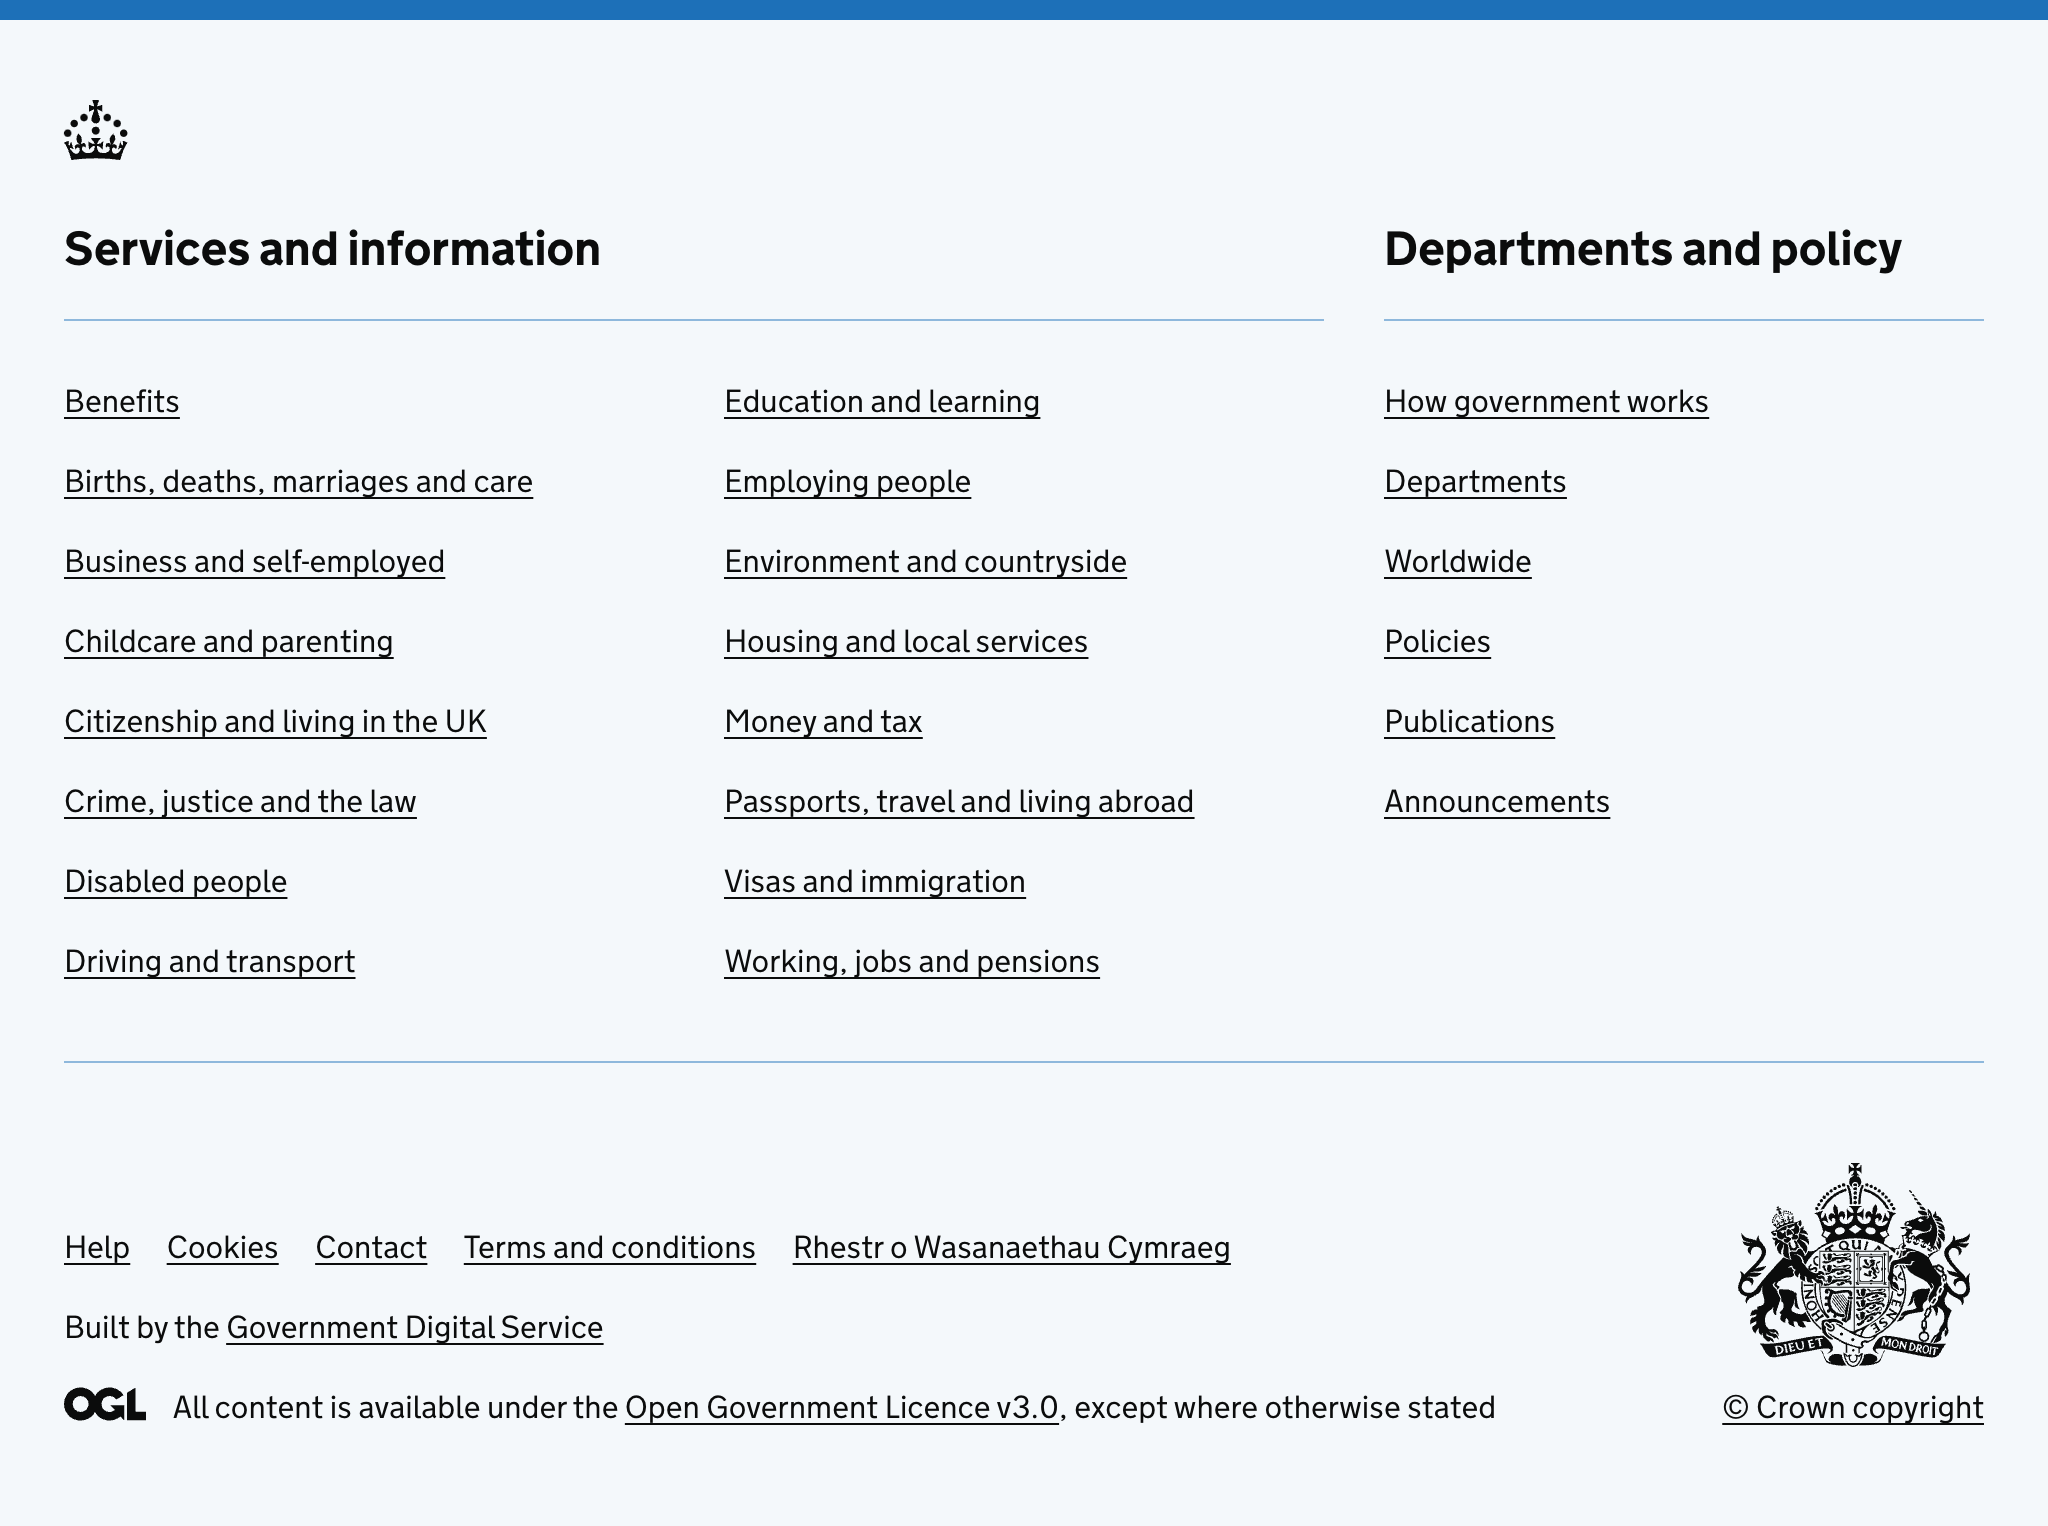 Services and information
Benefits
Births, deaths, marriages and care
Business and self-employed
Childcare and parenting
Citizenship and living in the UK
Crime, justice and the law
Disabled people
Driving and transport
Education and learning
Employing people
Environment and countryside
Housing and local services
Money and tax
Passports, travel and living abroad
Visas and immigration
Working, jobs and pensions
Departments and policy
How government works
Departments
Worldwide
Policies
Publications
Announcements
Help Cookies Contact Terms and conditions Rhestr o Wasanaethau Cymraeg
Built by the Government Digital Service
OGL All content is available under the Open Government Licence v3.0, except where otherwise stated
QUI
HONI
DIEU ET MON DROIT
© Crown copyright